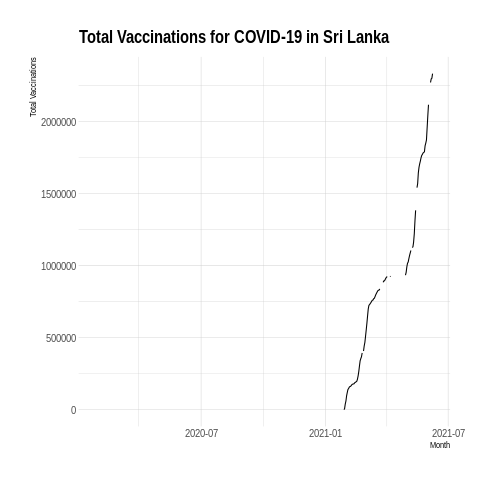 Total Vaccinations for COVID-19 in Sri Lanka
Total Vaccinations
2000000
1500000
1000000
500000
0
2020-07
2021-01
2021-07
Month